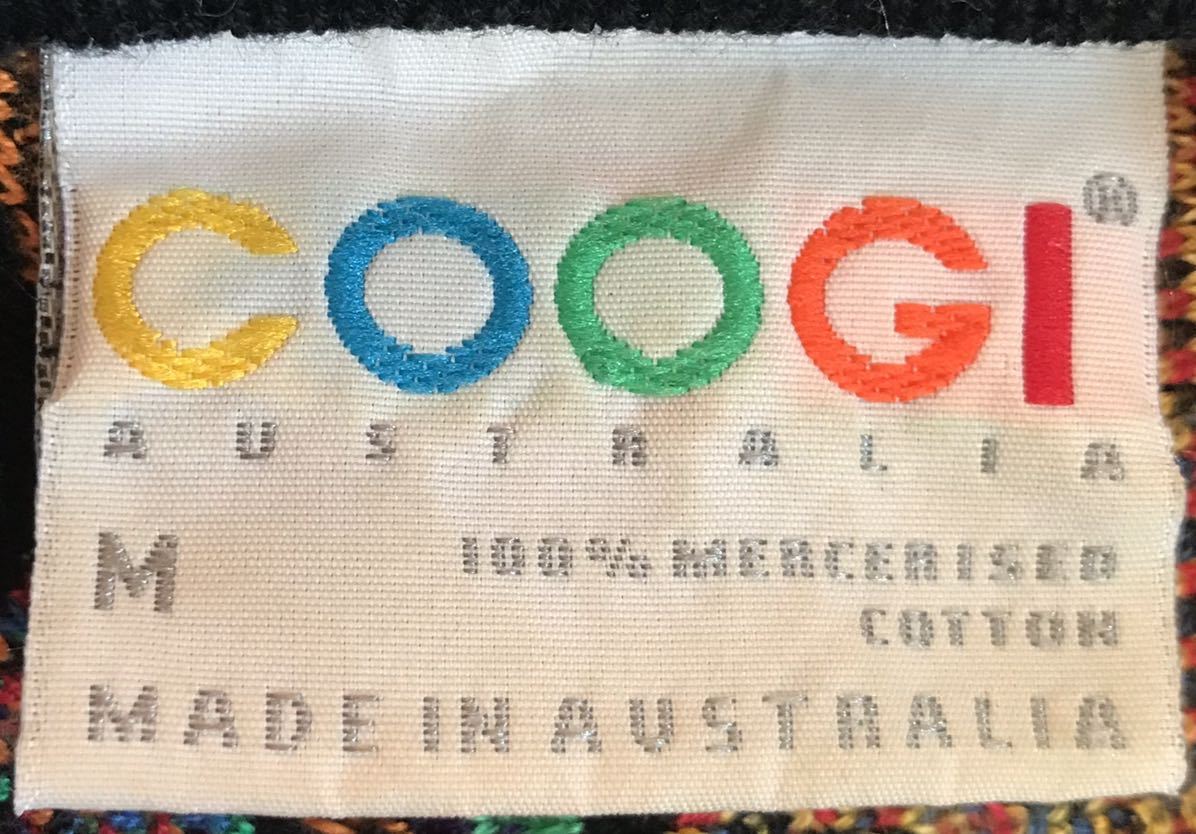 COOGI®
AUSTRALIA
M 100% MERCERISED
COTTON
MADE IN AUSTRALIA